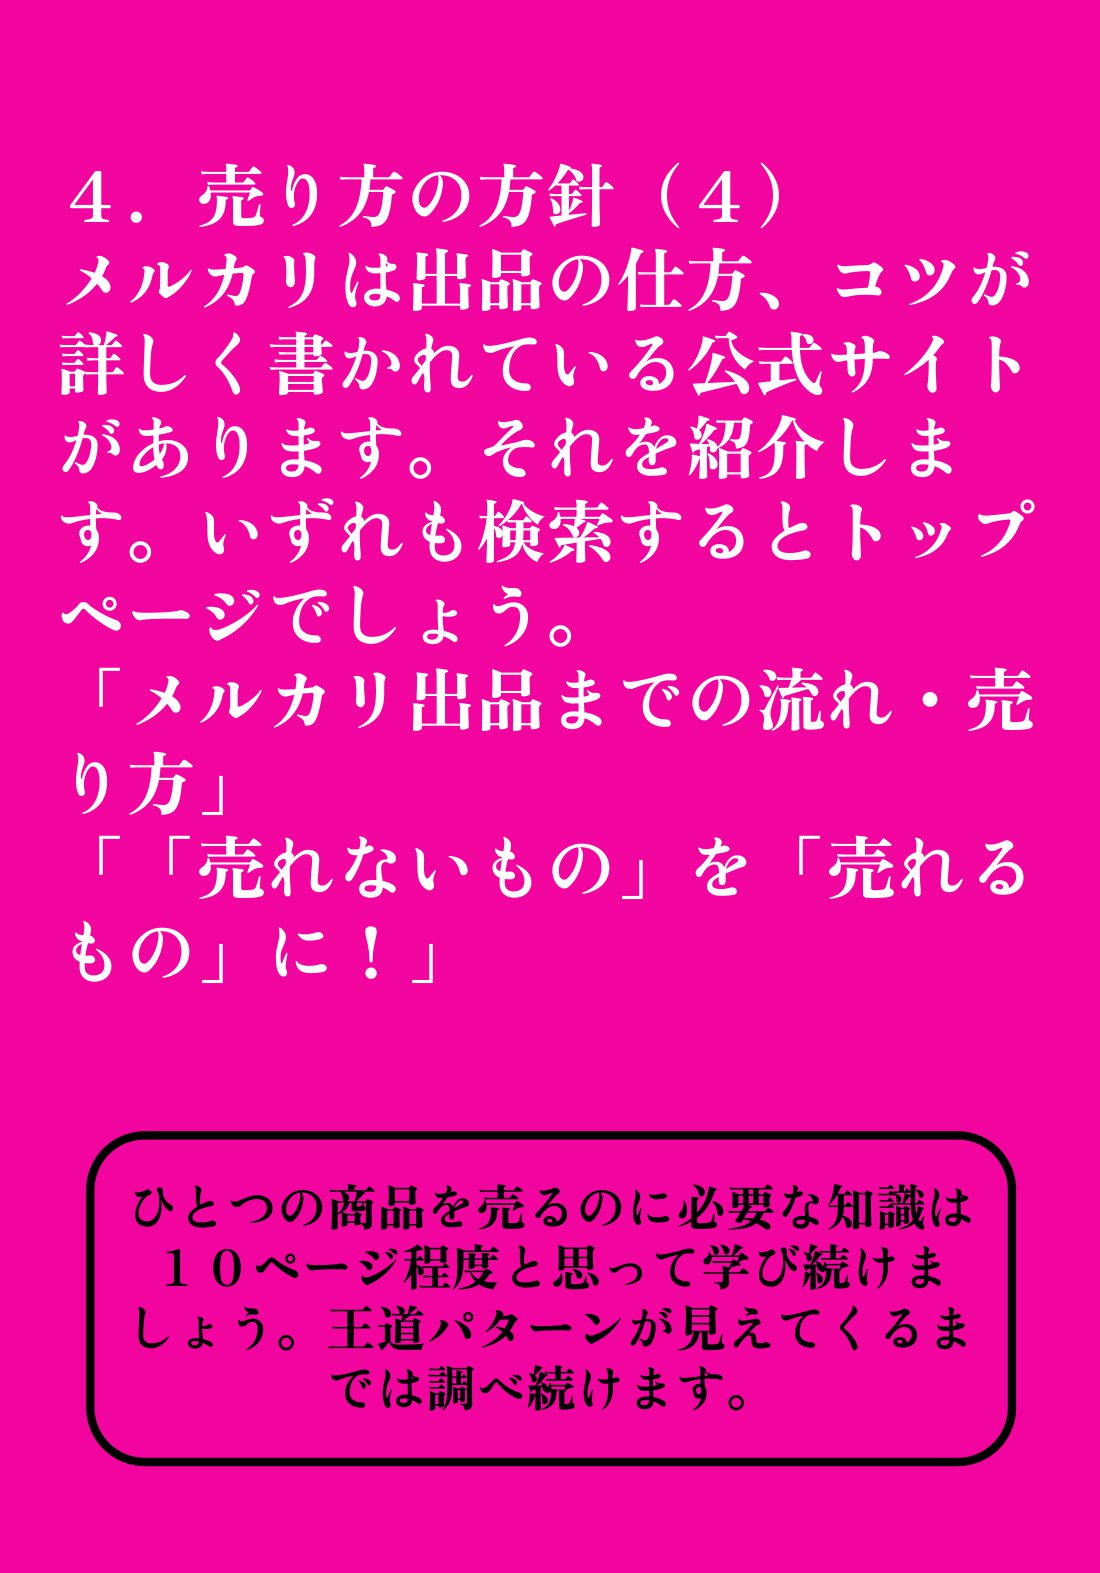 ４．売り方の方針（４）
メルカリは出品の仕方、コツが
詳しく書かれている公式サイト
があります。それを紹介しま
す。いずれも検索するとトップ
ページでしょう。
「メルカリ出品までの流れ・売
り方」
「「売れないもの」を「売れる
もの」に！」
ひとつの商品を売るのに必要な知識は
１０ページ程度と思って学び続けま
しょう。王道パターンが見えてくるま
では調べ続けます。